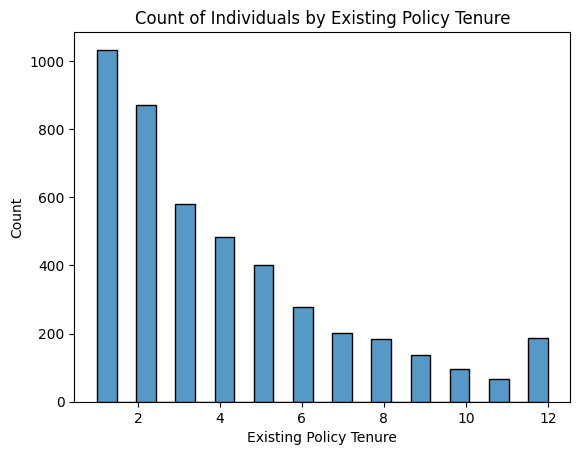 Count of Individuals by Existing Policy Tenure
1000
800
600
400
200
0
Count
2 4 6 8 10 12
Existing Policy Tenure